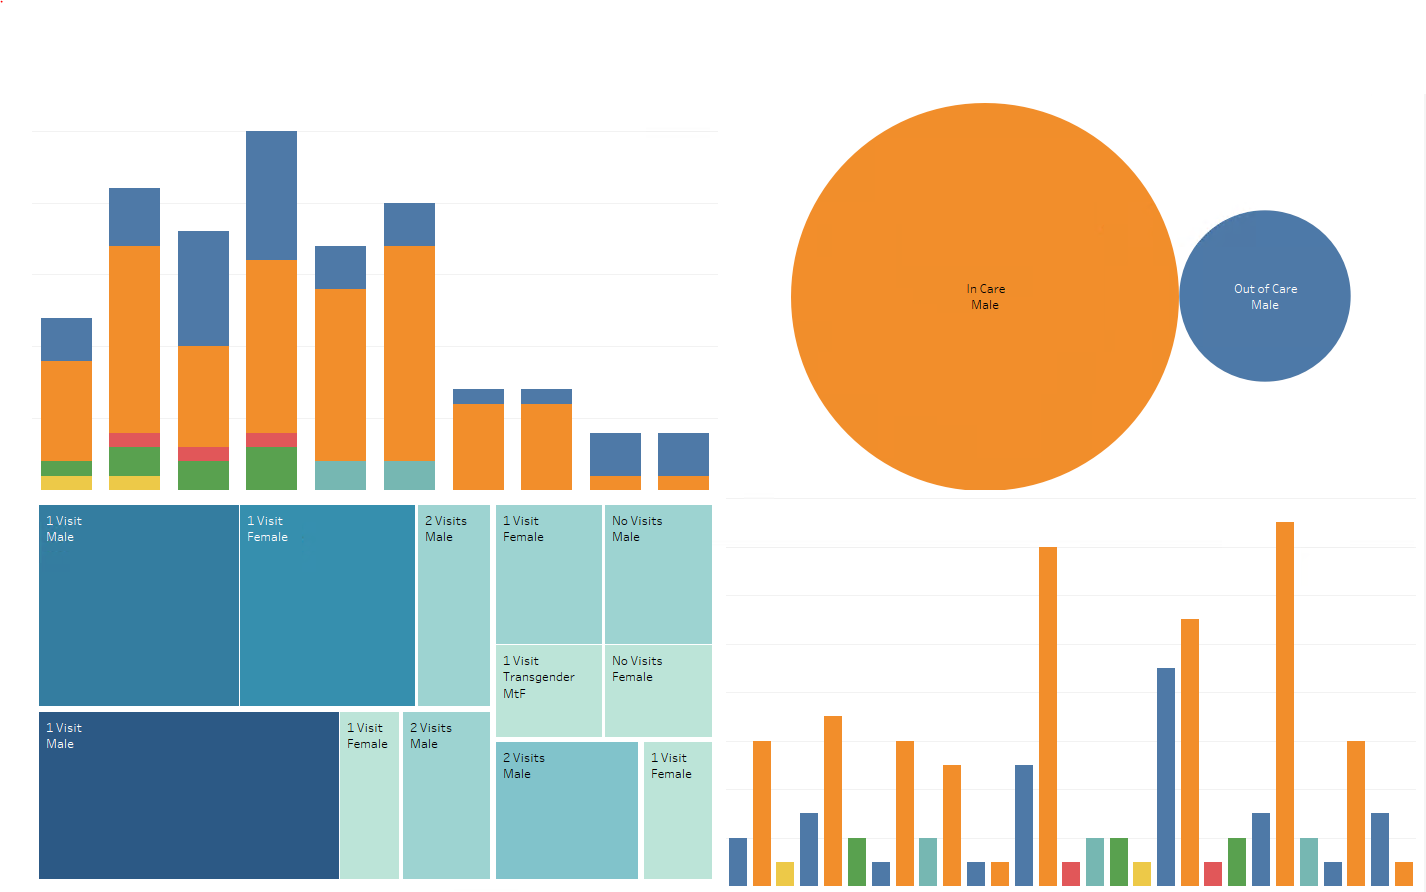 In Care
Male
Out of Care
Male
1 Visit
Male
1 Visit
Female
2 Visits
Male
1 Visit
Female
No Visits
Male
1 Visit
Transgender
MtF
No Visits
Female
1 Visit
Male
1 Visit
Female
2 Visits
Male
2 Visits
Male
1 Visit
Female